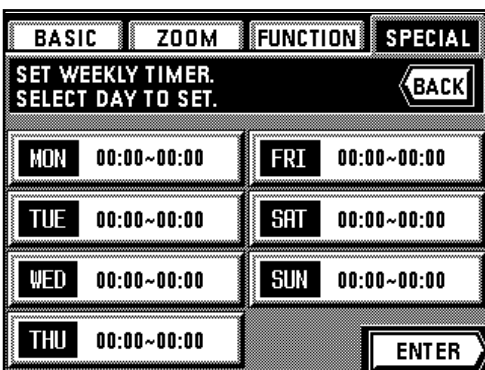 BASIC ZOOM FUNCTION SPECIAL
SET WEEKLY TIMER.
SELECT DAY TO SET.
BACK
MON 00:00~00:00
FRI 00:00~00:00
TUE 00:00~00:00
SAT 00:00~00:00
WED 00:00~00:00
SUN 00:00~00:00
THU 00:00~00:00
ENTER